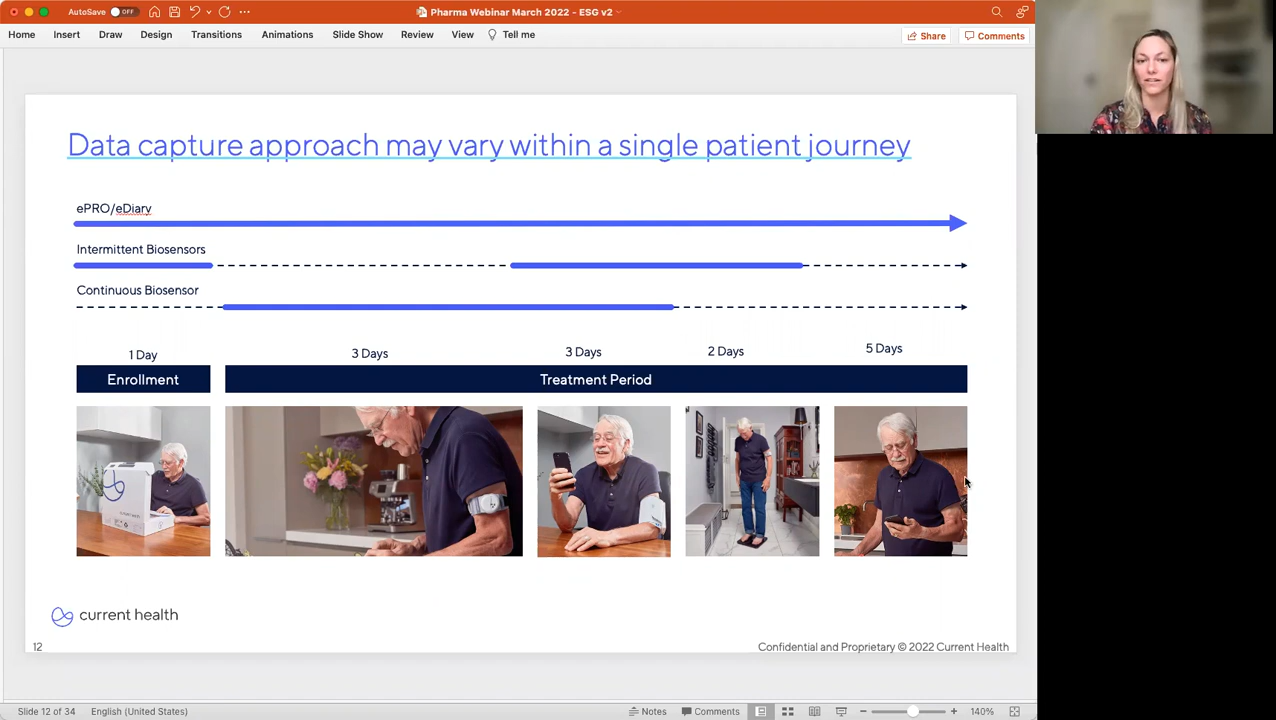 AutoSave OFF
Pharma Webinar March 2022 - ESG v2
Home Insert Draw Design Transitions Animations Slide Show Review View Tell me
Share Comments
Data capture approach may vary within a single patient journey
ePRO/eDiary
Intermittent Biosensors
Continuous Biosensor
1 Day 3 Days 3 Days 2 Days 5 Days
Enrollment Treatment Period
current health
12 Confidential and Proprietary © 2022 Current Health
Slide 12 of 34 English (United States) Notes Comments 140%